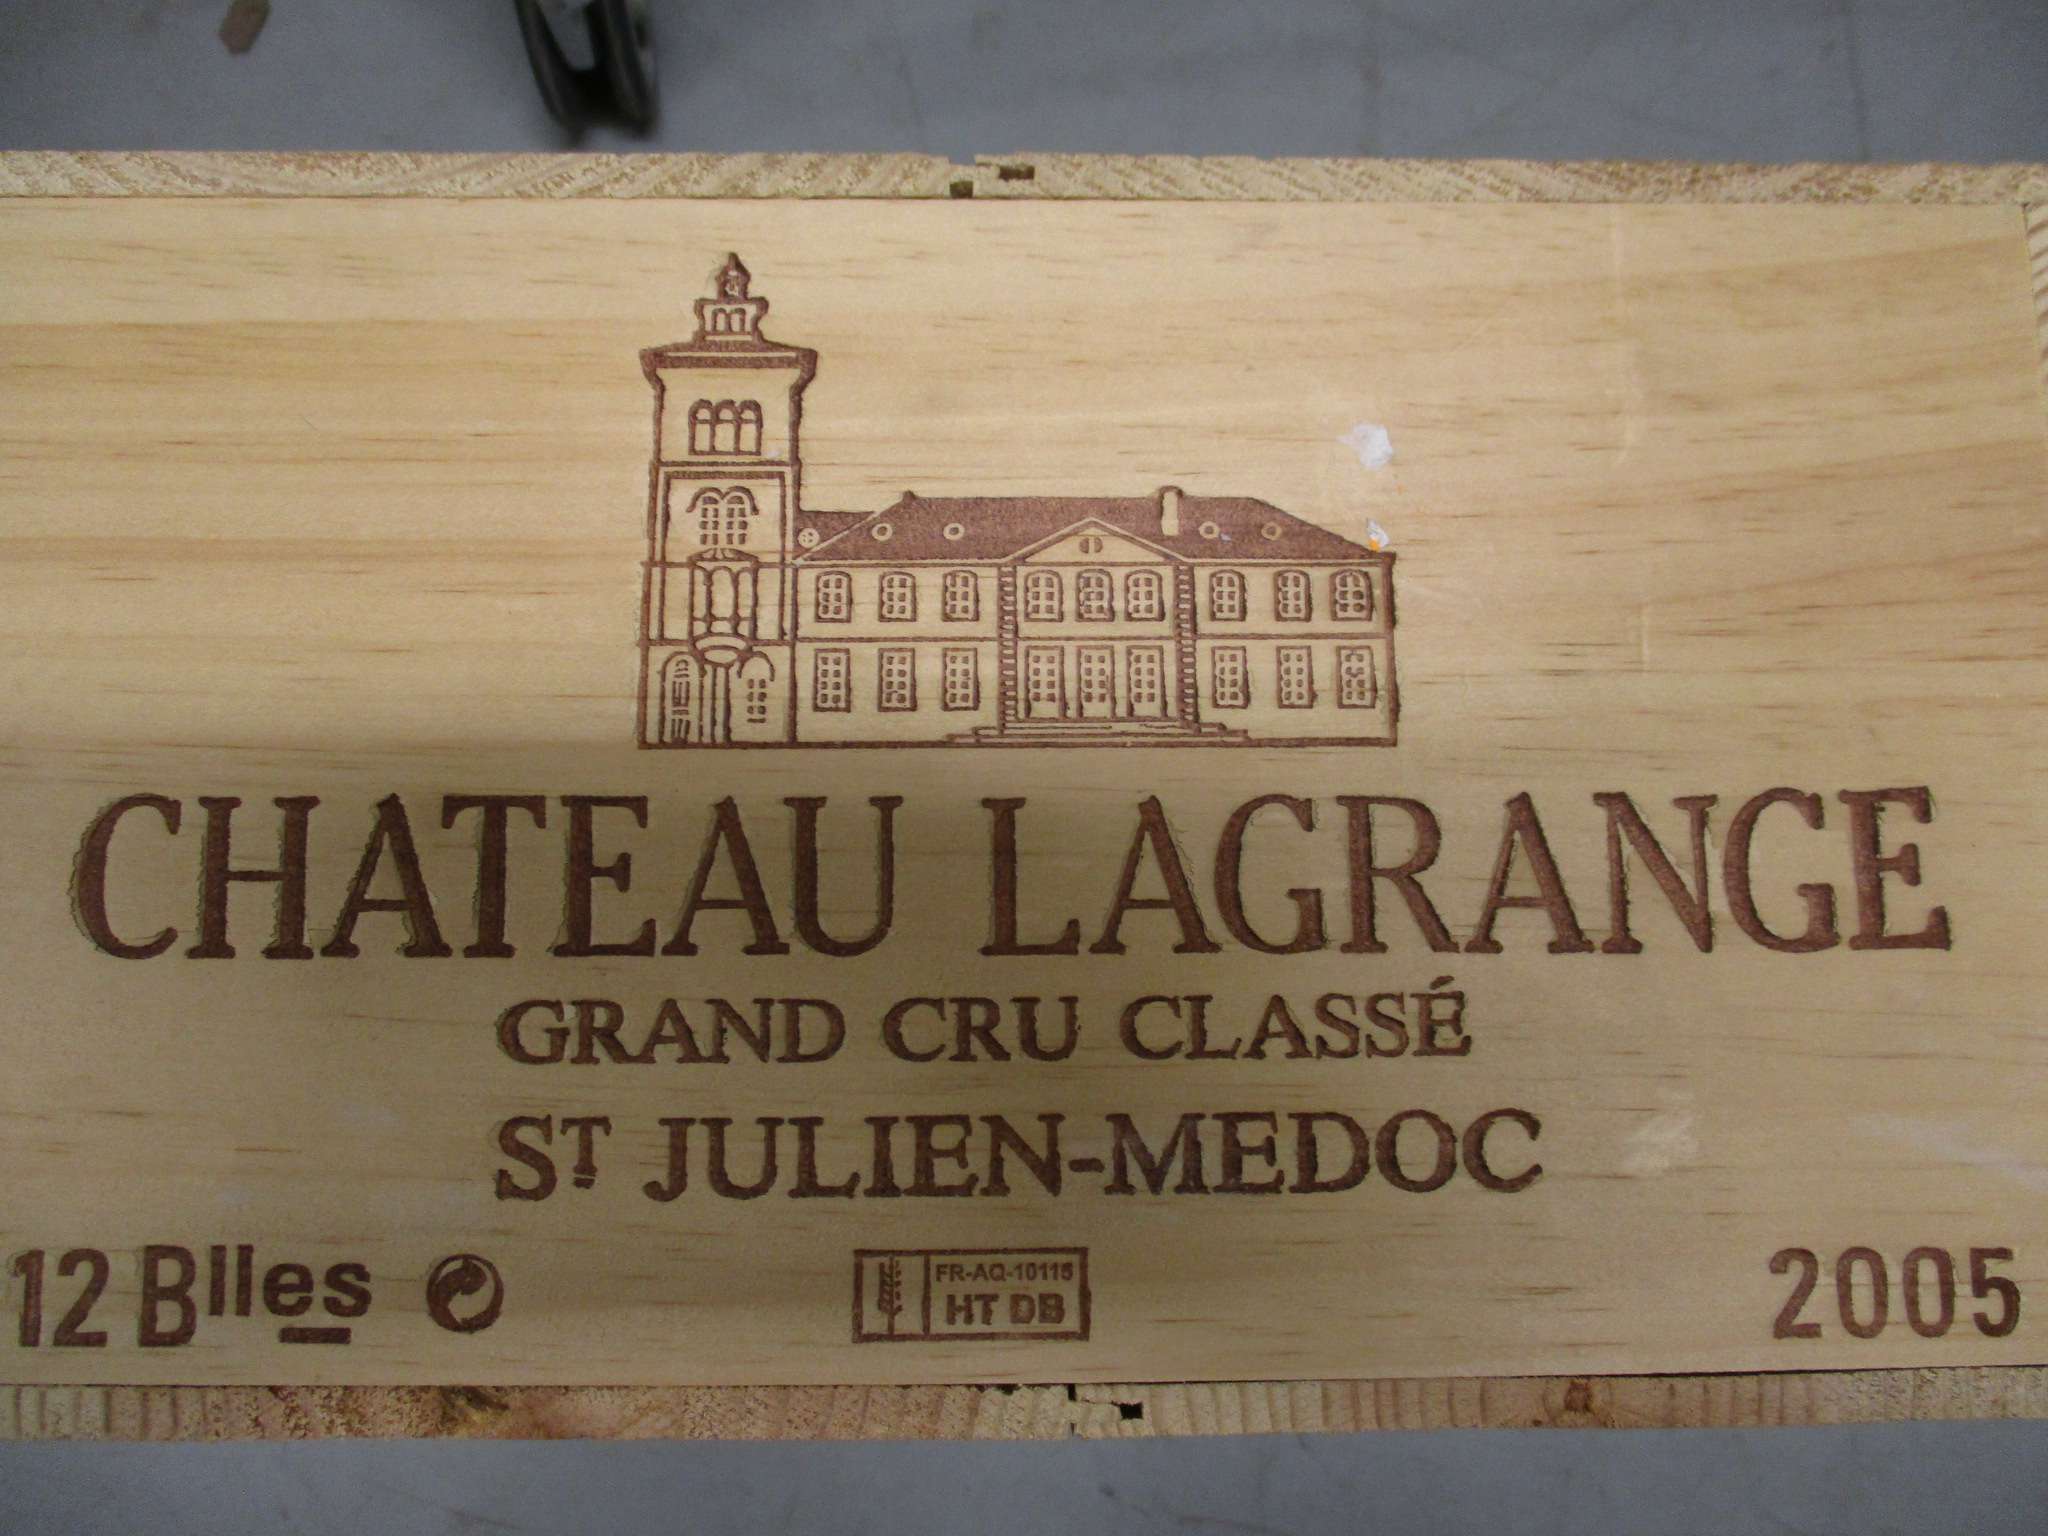 CHATEAU LAGRANGE
GRAND CRU CLASSÉ
ST JULIEN-MEDOC
12 Blles
FR-AQ-10115
HT DB
2005